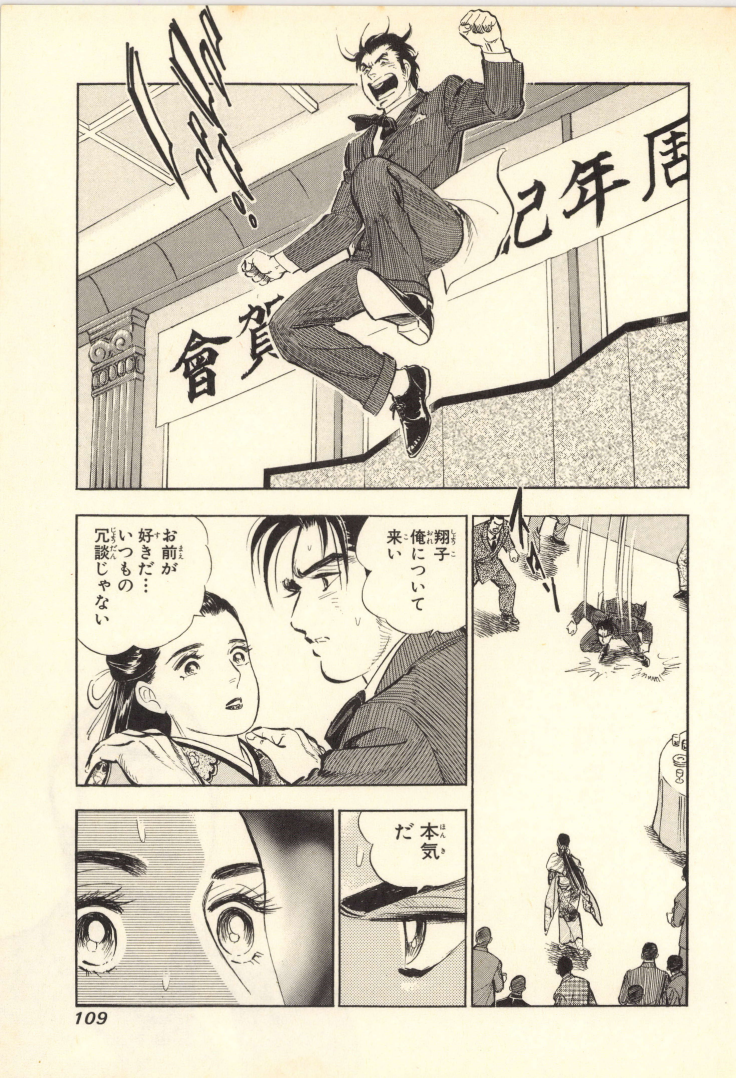 周年記
賀會
翔子
俺について
来い
お前が
好きだ…
いつもの
冗談じゃない
本気
だ
109